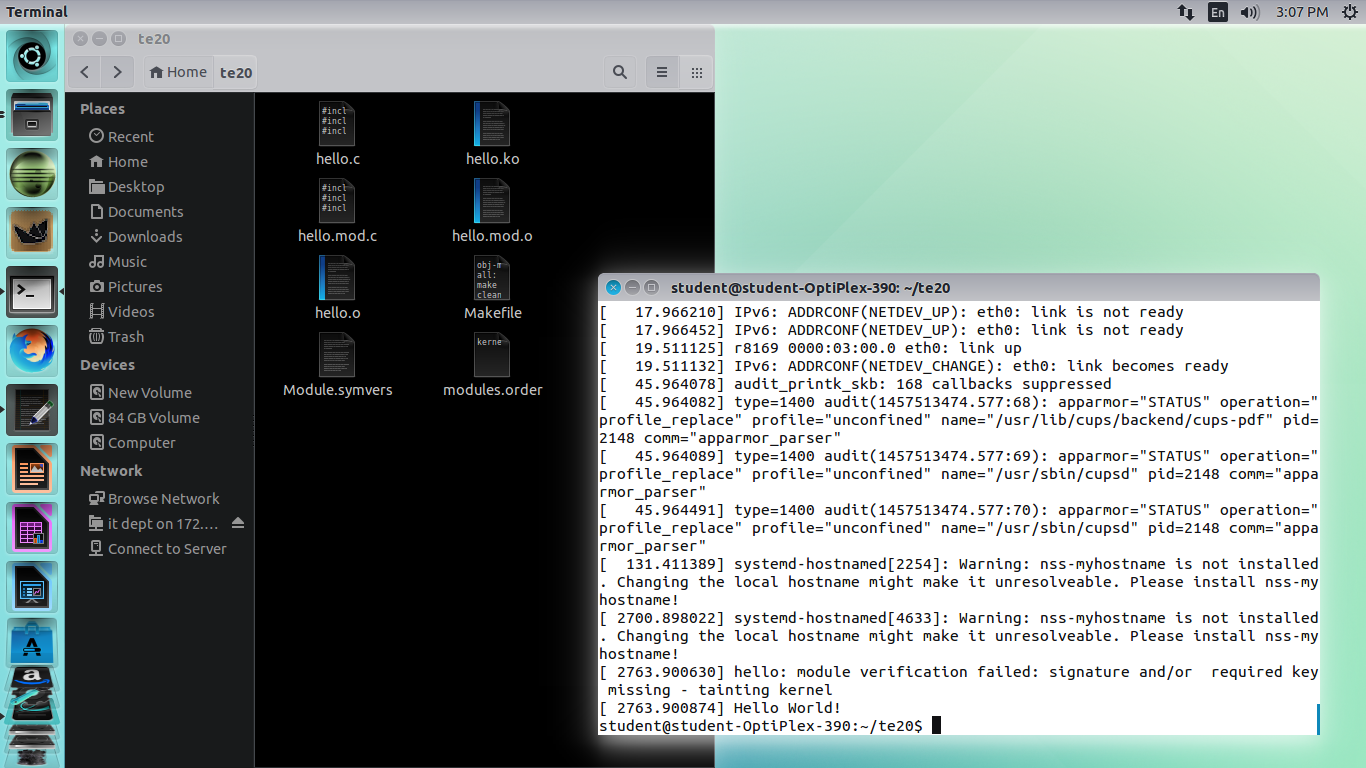 Terminal
En
3:07 PM
te20
Home
te20
Places
Recent
Home
Desktop
Documents
Downloads
Music
Pictures
Videos
Trash
Devices
New Volume
84 GB Volume
Computer
Network
Browse Network
it dept on 172....
Connect to Server
#incl
#incl
#incl
hello.c
hello.ko
#incl
#incl
#incl
hello.mod.c
hello.mod.o
hello.o
obj-m
all:
make
clean
Makefile
Module.symvers
kerne
modules.order
student@student-OptiPlex-390: ~/te20
[   17.966210] IPv6: ADDRCONF(NETDEV_UP): eth0: link is not ready
[   17.966452] IPv6: ADDRCONF(NETDEV_UP): eth0: link is not ready
[   19.511125] r8169 0000:03:00.0 eth0: link up
[   19.511132] IPv6: ADDRCONF(NETDEV_CHANGE): eth0: link becomes ready
[   45.964078] audit_printk_skb: 168 callbacks suppressed
[   45.964082] type=1400 audit(1457513474.577:68): apparmor="STATUS" operation="
profile_replace" profile="unconfined" name="/usr/lib/cups/backend/cups-pdf" pid=
2148 comm="apparmor_parser"
[   45.964089] type=1400 audit(1457513474.577:69): apparmor="STATUS" operation="
profile_replace" profile="unconfined" name="/usr/sbin/cupsd" pid=2148 comm="appa
rmor_parser"
[   45.964491] type=1400 audit(1457513474.577:70): apparmor="STATUS" operation="
profile_replace" profile="unconfined" name="/usr/sbin/cupsd" pid=2148 comm="appa
rmor_parser"
[  131.411389] systemd-hostnamed[2254]: Warning: nss-myhostname is not installed
. Changing the local hostname might make it unresolveable. Please install nss-my
hostname!
[ 2700.898022] systemd-hostnamed[4633]: Warning: nss-myhostname is not installed
. Changing the local hostname might make it unresolveable. Please install nss-my
hostname!
[ 2763.900630] hello: module verification failed: signature and/or  required key
 missing - tainting kernel
[ 2763.900874] Hello World!
student@student-OptiPlex-390:~/te20$